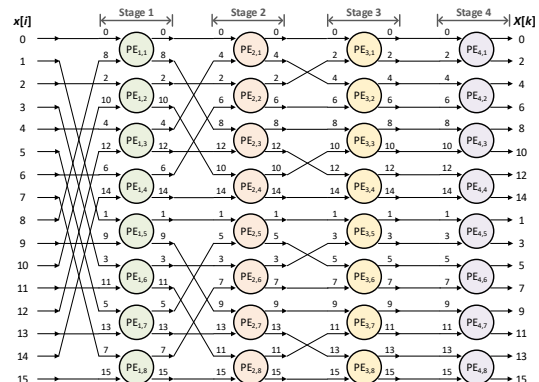 Stage 1 Stage 2 Stage 3 Stage 4
x[i] X[k]
0 0 0 0 0 0 0 0 0
PE1,1 PE2,1 PE3,1 PE4,1
1 8 8 4 4 2 2 2 2
2 2 2 2 2 4 4 4 4
PE1,2 PE2,2 PE3,2 PE4,2
3 10 10 6 6 6 6 6 6
4 4 4 8 8 8 8 8 8
PE1,3 PE2,3 PE3,3 PE4,3
5 12 12 12 12 10 10 10 10
6 6 6 10 10 12 12 12 12
PE1,4 PE2,4 PE3,4 PE4,4
7 14 14 14 14 14 14 14 14
8 1 1 1 1 1 1 1 1
PE1,5 PE2,5 PE3,5 PE4,5
9 9 9 5 5 3 3 3 3
10 3 3 3 3 5 5 5 5
PE1,6 PE2,6 PE3,6 PE4,6
11 11 11 7 7 7 7 7 7
12 5 5 9 9 9 9 9 9
PE1,7 PE2,7 PE3,7 PE4,7
13 13 13 13 13 11 11 11 11
14 7 7 11 11 13 13 13 13
PE1,8 PE2,8 PE3,8 PE4,8
15 15 15 15 15 15 15 15 15